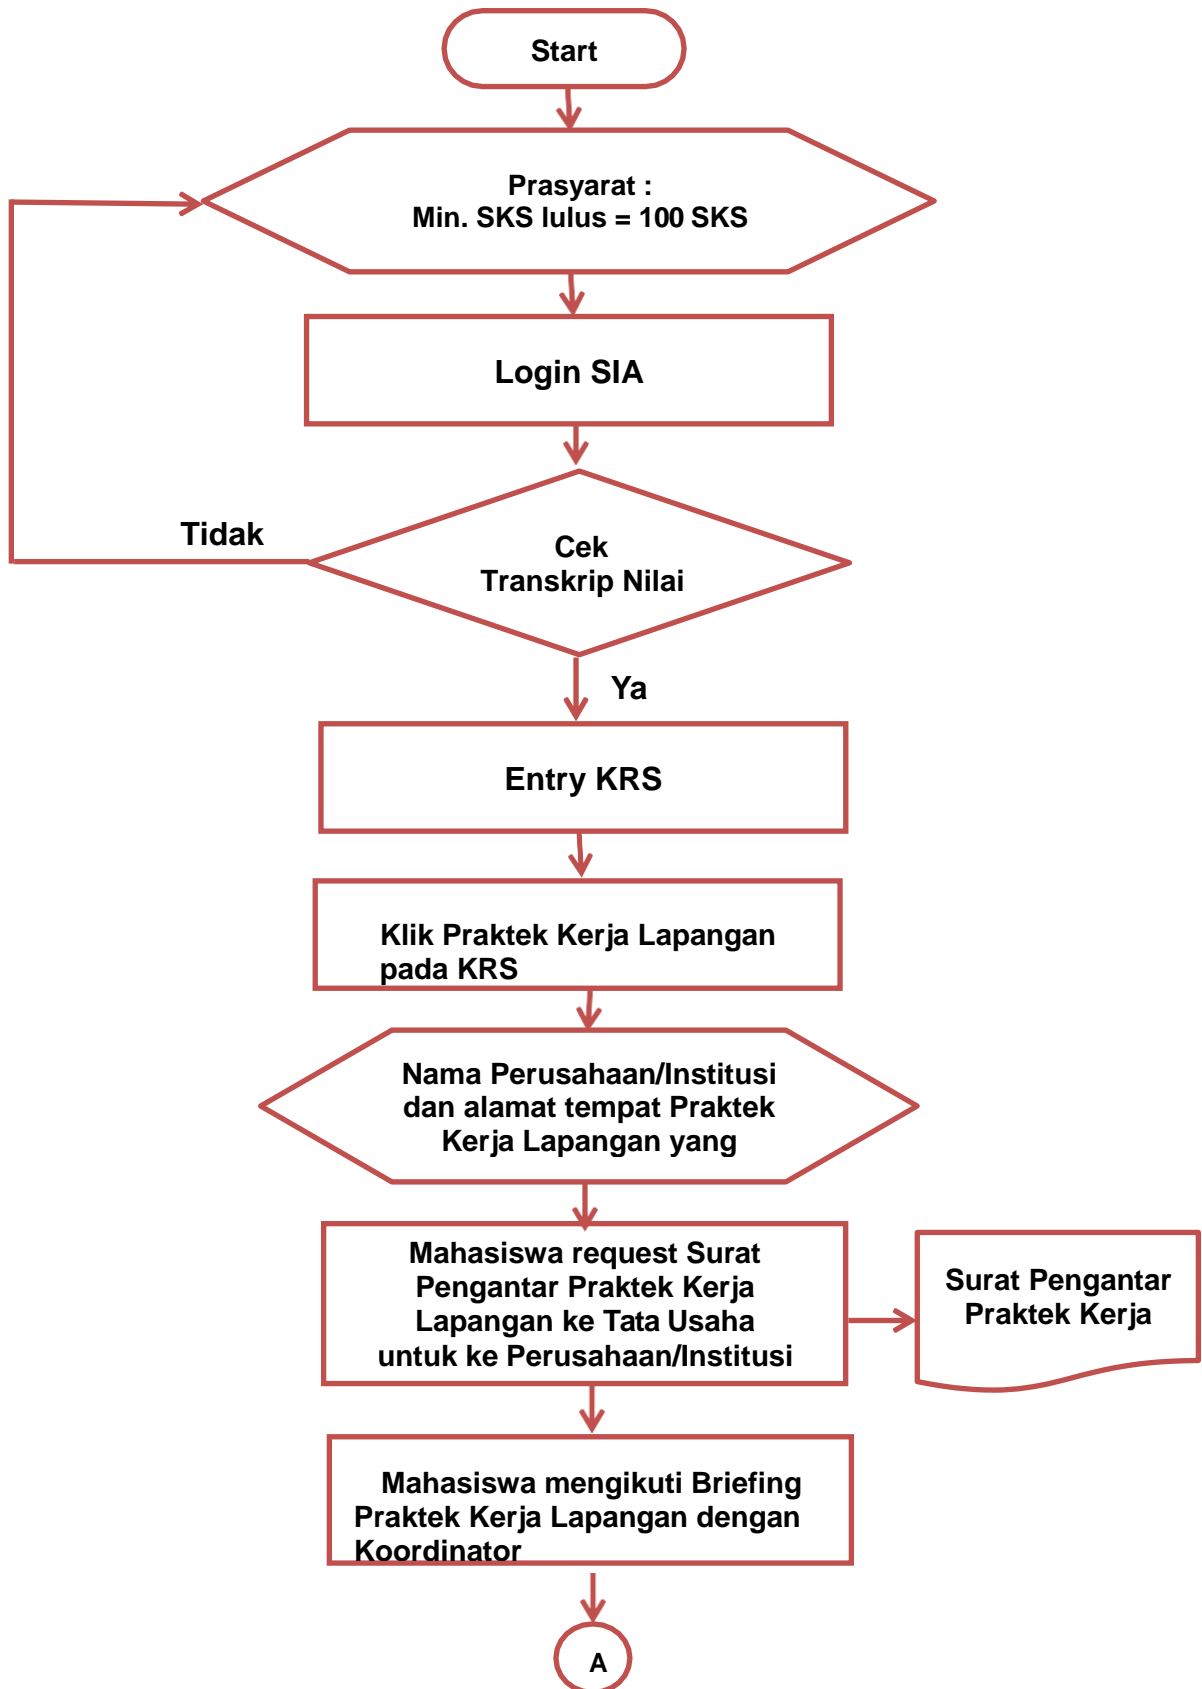 Start
Prasyarat :
Min. SKS lulus = 100 SKS
Login SIA
Tidak
Cek
Transkrip Nilai
Ya
Entry KRS
Klik Praktek Kerja Lapangan
pada KRS
Nama Perusahaan/Institusi
dan alamat tempat Praktek
Kerja Lapangan yang
Mahasiswa request Surat
Pengantar Praktek Kerja
Lapangan ke Tata Usaha
untuk ke Perusahaan/Institusi
Surat Pengantar
Praktek Kerja
Mahasiswa mengikuti Briefing
Praktek Kerja Lapangan dengan
Koordinator
A